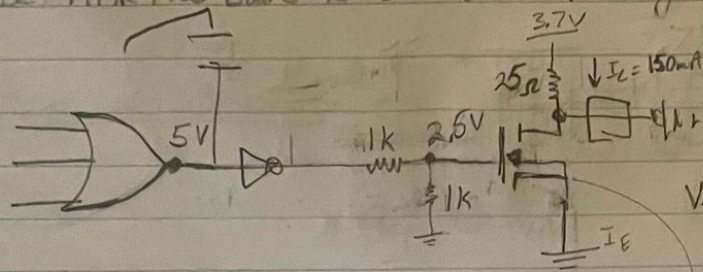 3.7V
25Ω
↓ IL = 150mA
5V
1k
2,5V
1k
V
IE